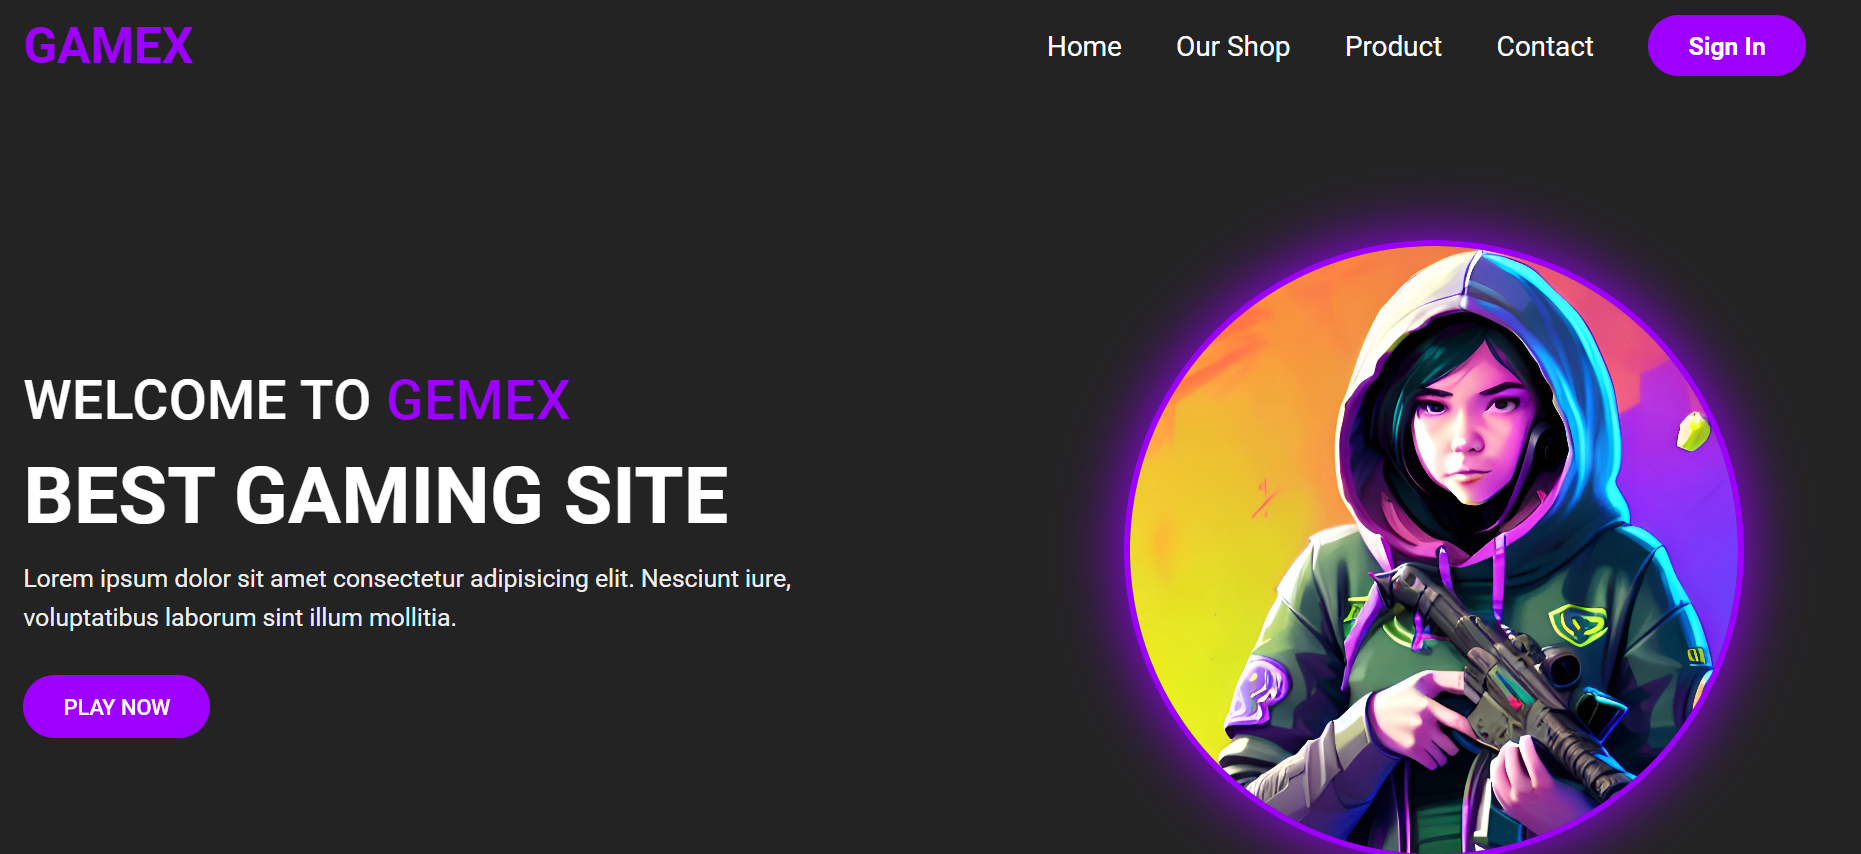 GAMEX
Home Our Shop Product Contact Sign In
WELCOME TO GEMEX
BEST GAMING SITE
Lorem ipsum dolor sit amet consectetur adipisicing elit. Nesciunt iure,
voluptatibus laborum sint illum mollitia.
PLAY NOW